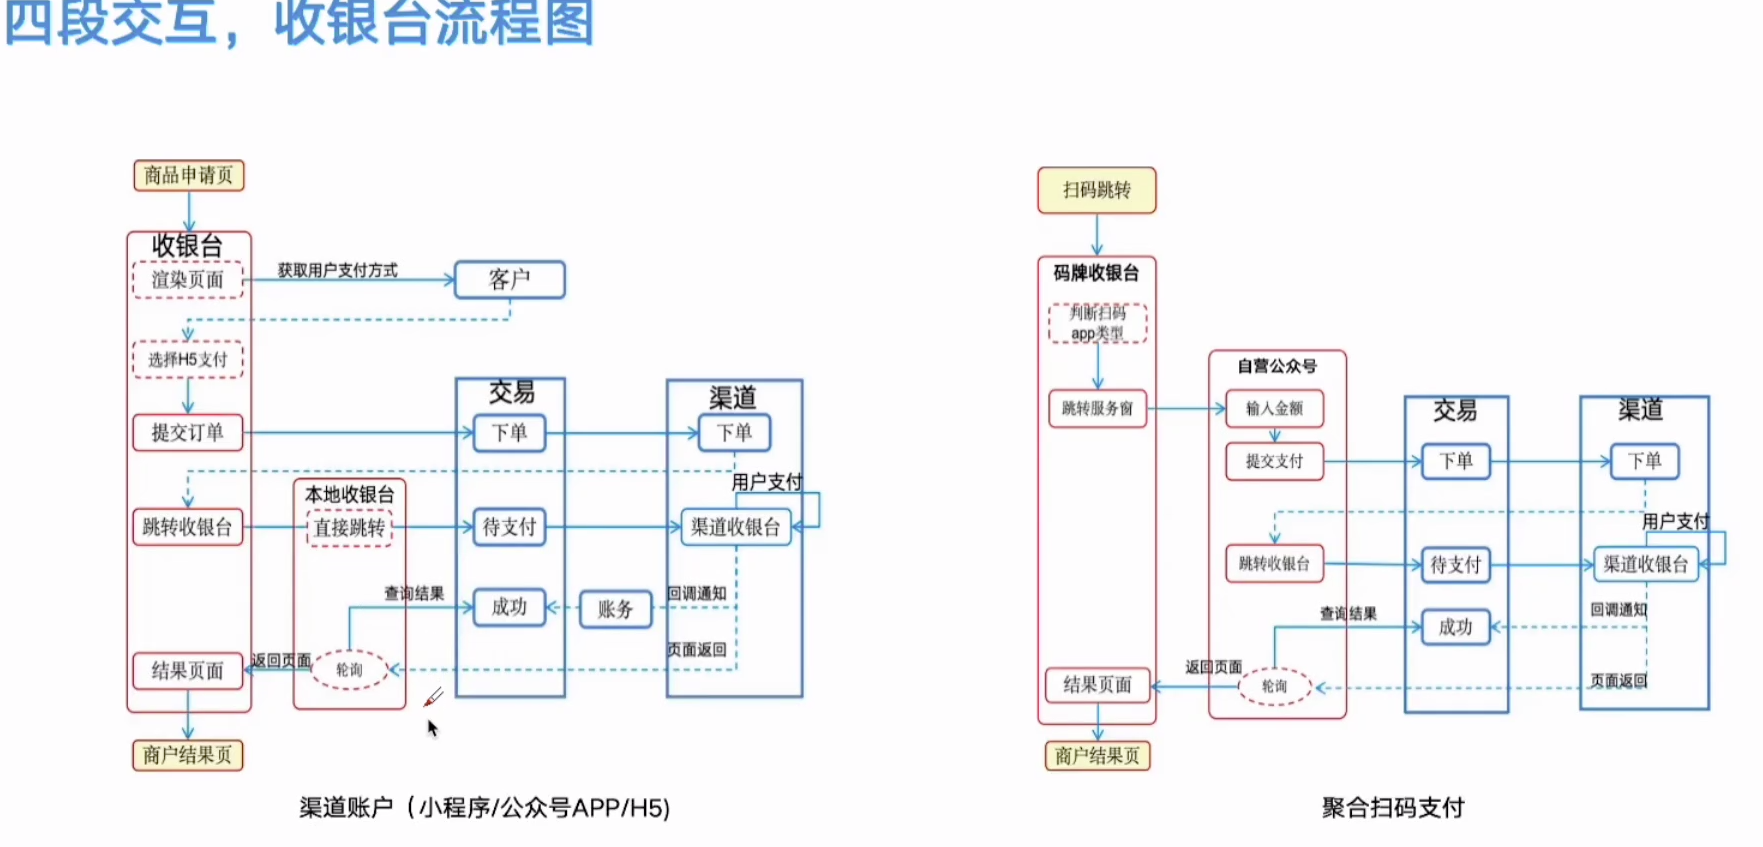 四段交互，收银台流程图
商品申请页
收银台
渲染页面
获取用户支付方式
客户
选择H5支付
提交订单
交易
下单
渠道
下单
用户支付
本地收银台
跳转收银台
直接跳转
待支付
渠道收银台
查询结果
成功
账务
回调通知
页面返回
结果页面
返回页面
轮询
商户结果页
渠道账户（小程序/公众号APP/H5)
扫码跳转
码牌收银台
判断扫码
app类型
跳转服务窗
自营公众号
输入金额
提交支付
交易
下单
渠道
下单
用户支付
跳转收银台
待支付
渠道收银台
查询结果
成功
回调通知
页面返回
结果页面
返回页面
轮询
商户结果页
聚合扫码支付